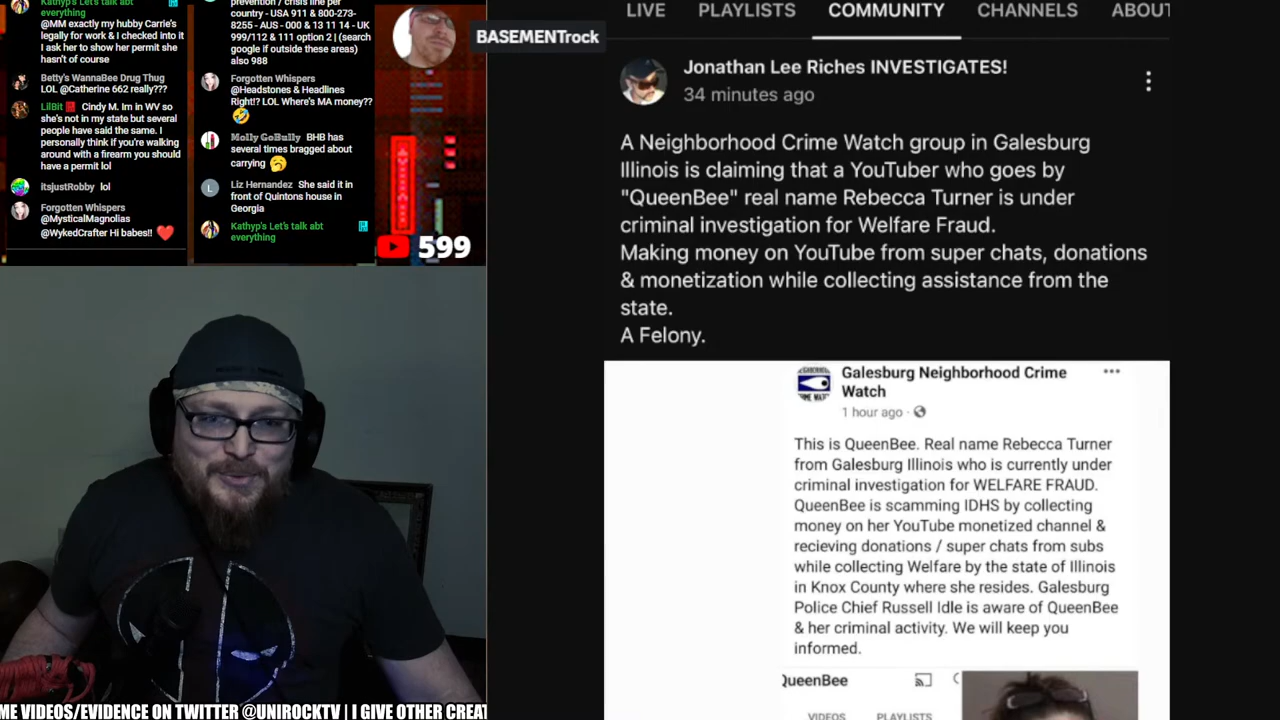 Kathyp's Let's talk abt
everything
@MM exactly my hubby Carrie's
legally for work & I checked into it
I ask her to show her permit she
hasn't of course
Betty's WannaBee Drug Thug
LOL @Catherine 662 really???
LilBit Cindy M. Im in WV so
she's not in my state but several
people have said the same. I
personally think if you're walking
around with a firearm you should
have a permit lol
itsjustRobby lol
Forgotten Whispers
@MysticalMagnolias
@WykedCrafter Hi babes!! ❤️
prevention / crisis line per
country - USA 911 & 800-273-
8255 - AUS - 000 & 13 11 14 - UK
999/112 & 111 option 2 | (search
google if outside these areas)
also 988
Forgotten Whispers
@Headstones & Headlines
Right!? LOL Where's MA money??
🤣
Molly GoBully BHB has
several times bragged about
carrying 🥱
L
Liz Hernandez She said it in
front of Quintons house in
Georgia
Kathyp's Let's talk abt
everything
599
BASEMENTrock
LIVE PLAYLISTS COMMUNITY CHANNELS ABOUT
Jonathan Lee Riches INVESTIGATES!
34 minutes ago
A Neighborhood Crime Watch group in Galesburg
Illinois is claiming that a YouTuber who goes by
"QueenBee" real name Rebecca Turner is under
criminal investigation for Welfare Fraud.
Making money on YouTube from super chats, donations
& monetization while collecting assistance from the
state.
A Felony.
Galesburg Neighborhood Crime
Watch
1 hour ago ·
This is QueenBee. Real name Rebecca Turner
from Galesburg Illinois who is currently under
criminal investigation for WELFARE FRAUD.
QueenBee is scamming IDHS by collecting
money on her YouTube monetized channel &
recieving donations / super chats from subs
while collecting Welfare by the state of Illinois
in Knox County where she resides. Galesburg
Police Chief Russell Idle is aware of QueenBee
& her criminal activity. We will keep you
informed.
QueenBee
VIDEOS PLAYLISTS
ME VIDEOS/EVIDENCE ON TWITTER @UNIROCKTV | I GIVE OTHER CREAT